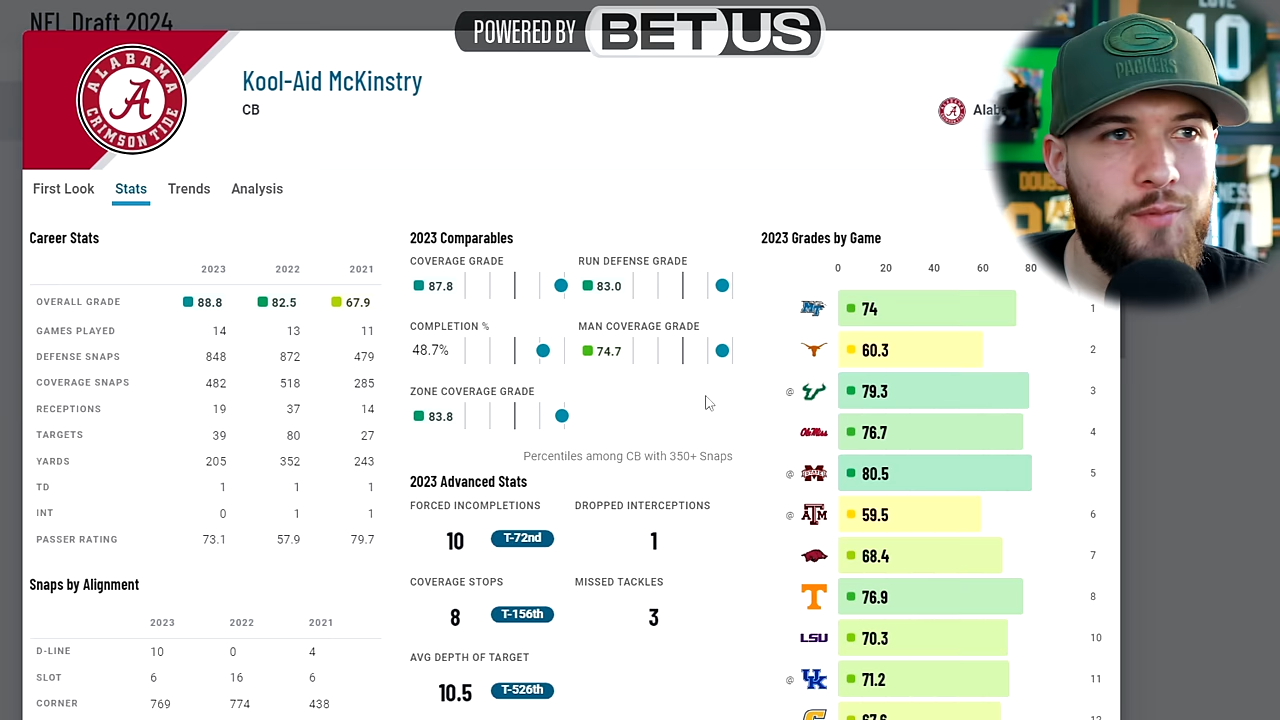 NFL Draft 2024
POWERED BY BETUS
ALABAMA
A
CRIMSON TIDE
Kool-Aid McKinstry
CB
Alab
PACKERS
LOVE
10
First Look Stats Trends Analysis
Career Stats
2023 2022 2021
OVERALL GRADE 88.8 82.5 67.9
GAMES PLAYED 14 13 11
DEFENSE SNAPS 848 872 479
COVERAGE SNAPS 482 518 285
RECEPTIONS 19 37 14
TARGETS 39 80 27
YARDS 205 352 243
TD 1 1 1
INT 0 1 1
PASSER RATING 73.1 57.9 79.7
Snaps by Alignment
2023 2022 2021
D-LINE 10 0 4
SLOT 6 16 6
CORNER 769 774 438
2023 Comparables
COVERAGE GRADE RUN DEFENSE GRADE
87.8 83.0
COMPLETION % MAN COVERAGE GRADE
48.7% 74.7
ZONE COVERAGE GRADE
83.8
Percentiles among CB with 350+ Snaps
2023 Advanced Stats
FORCED INCOMPLETIONS DROPPED INTERCEPTIONS
10 T-72nd 1
COVERAGE STOPS MISSED TACKLES
8 T-156th 3
AVG DEPTH OF TARGET
10.5 T-526th
2023 Grades by Game
0 20 40 60 80
74 1
60.3 2
@ 79.3 3
Ole Miss 76.7 4
@ STATE 80.5 5
@ ATM 59.5 6
68.4 7
T 76.9 8
LSU 70.3 10
@ UK 71.2 11
C 67.6 12